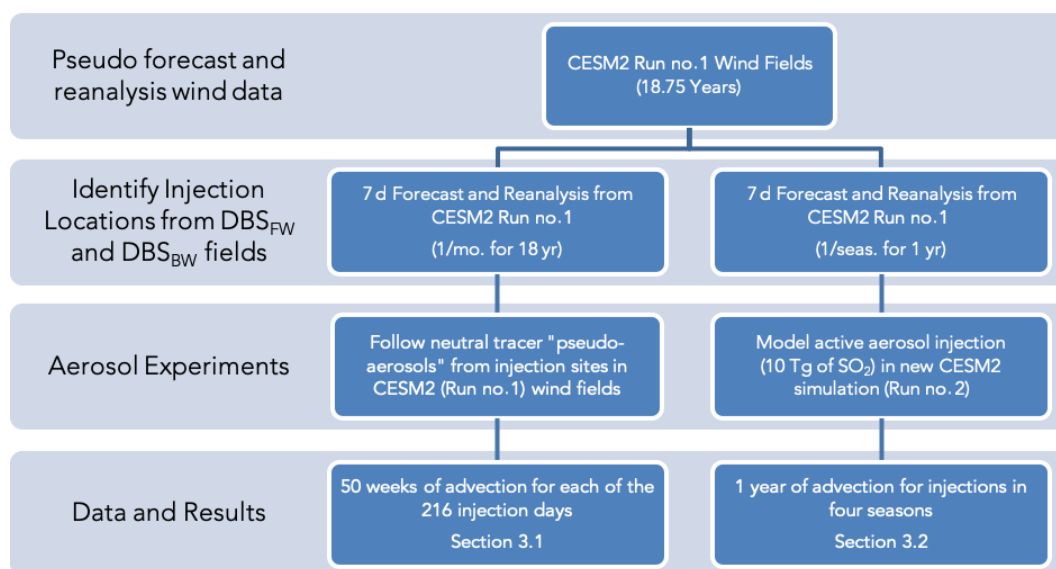 Pseudo forecast and
reanalysis wind data
CESM2 Run no.1 Wind Fields
(18.75 Years)
Identify Injection
Locations from DBS_FW
and DBS_BW fields
7 d Forecast and Reanalysis from
CESM2 Run no.1
(1/mo. for 18 yr)
7 d Forecast and Reanalysis from
CESM2 Run no.1
(1/seas. for 1 yr)
Aerosol Experiments
Follow neutral tracer "pseudo-
aerosols" from injection sites in
CESM2 (Run no.1) wind fields
Model active aerosol injection
(10 Tg of SO₂) in new CESM2
simulation (Run no.2)
Data and Results
50 weeks of advection for each of the
216 injection days
Section 3.1
1 year of advection for injections in
four seasons
Section 3.2